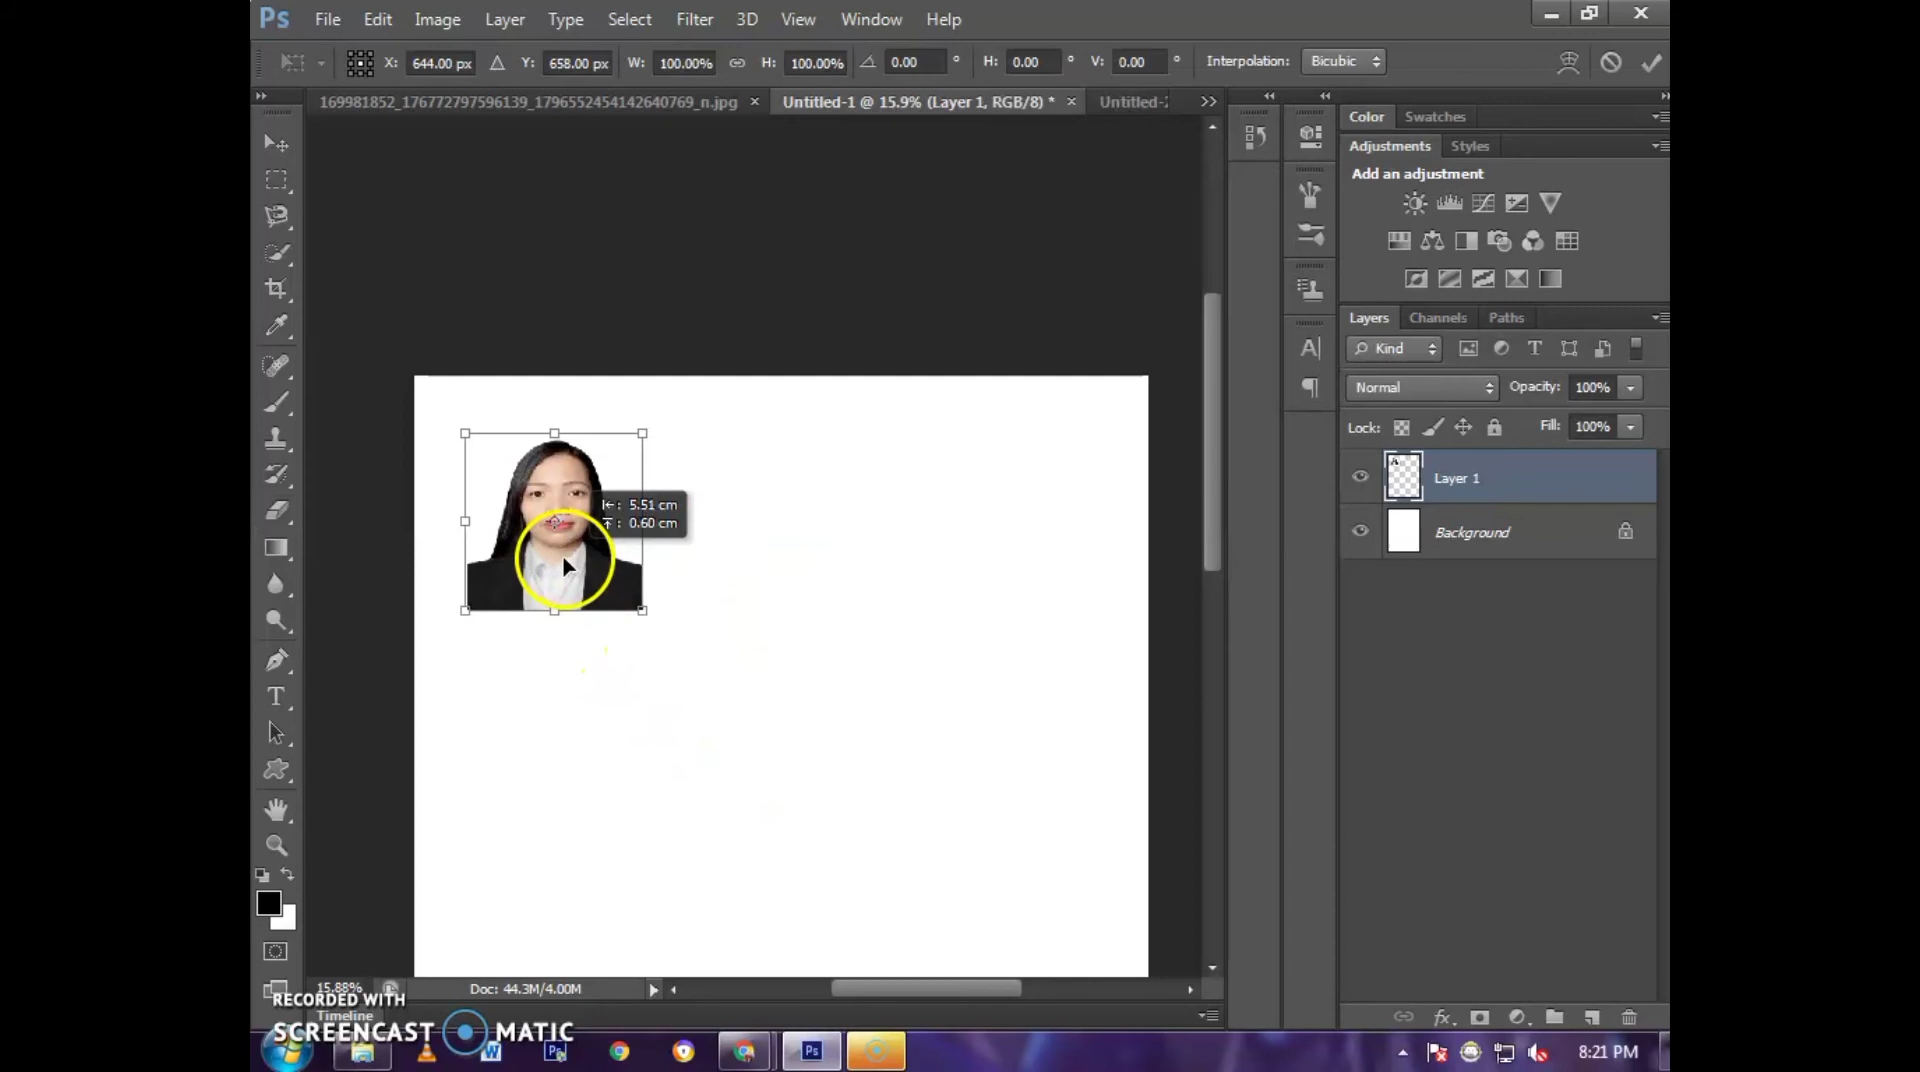 Ps File Edit Image Layer Type Select Filter 3D View Window Help
X: 644.00 px Y: 658.00 px W: 100.00% H: 100.00% 0.00 ° H: 0.00 ° V: 0.00 ° Interpolation: Bicubic
169981852_176772797596139_1796552454142640769_n.jpg × Untitled-1 @ 15.9% (Layer 1, RGB/8) * × Untitled-2
Color Swatches
Adjustments Styles
Add an adjustment
Layers Channels Paths
Kind
Normal Opacity: 100%
Lock: Fill: 100%
Layer 1
Background
5.51 cm
0.60 cm
15.88% Doc: 44.3M/4.00M
Timeline
RECORDED WITH
SCREENCAST MATIC
Ps
8:21 PM